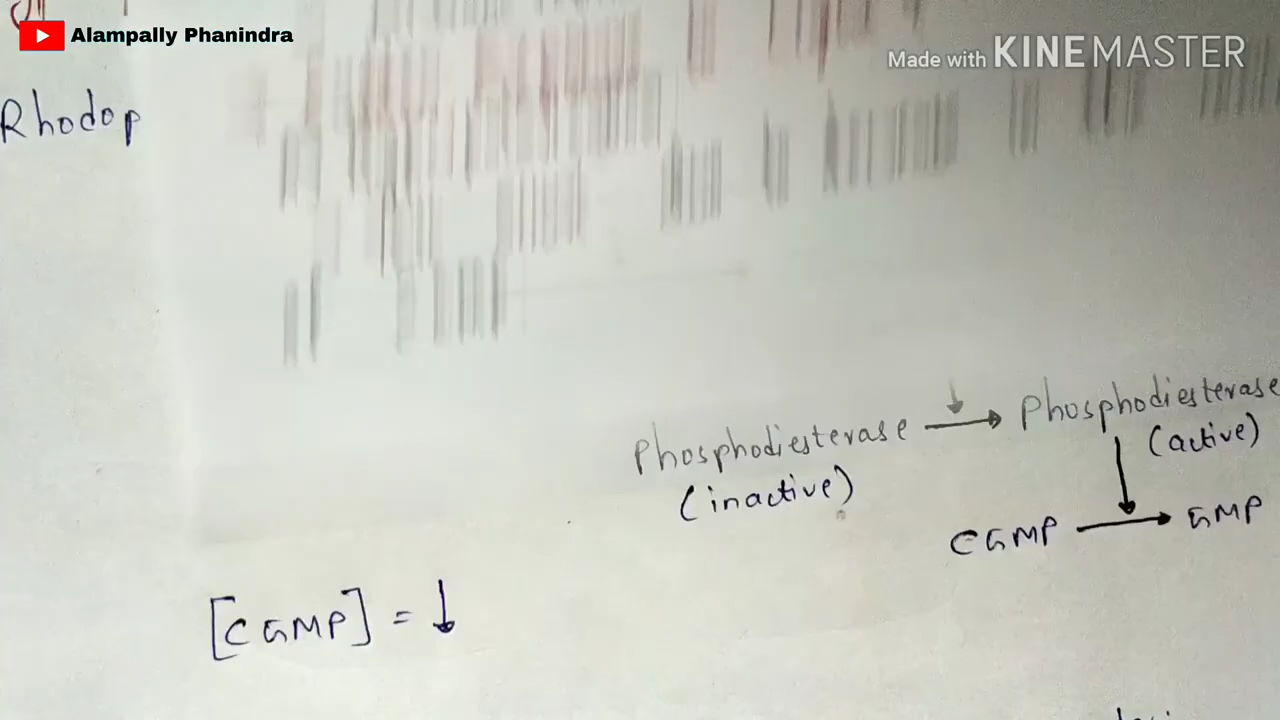 Alampally Phanindra
Made with KINEMASTER
Rhodop
Phosphodiesterase → Phosphodiesterase
(inactive) (active)
CGMP → GMP
[CGMP] = ↓